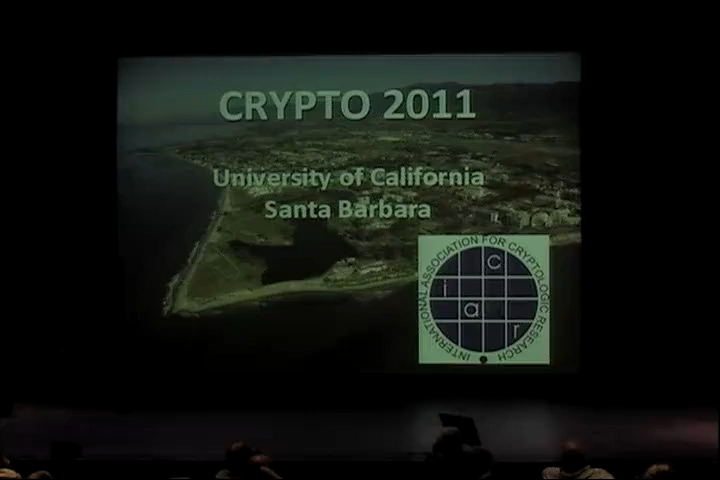 CRYPTO 2011
University of California
Santa Barbara
INTERNATIONAL ASSOCIATION FOR CRYPTOLOGIC RESEARCH
c
i
a
r